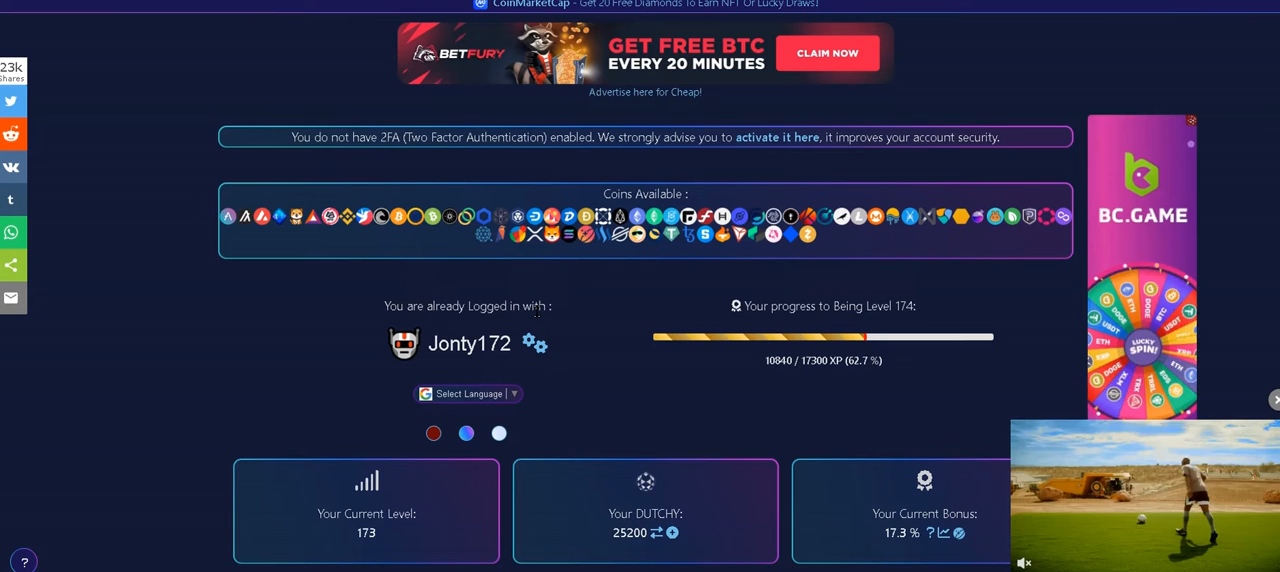 CoinMarketCap - Get 20 Free Diamonds To Earn NFT Or Lucky Draws!
23k
Shares
BETFURY
GET FREE BTC
EVERY 20 MINUTES
CLAIM NOW
Advertise here for Cheap!
You do not have 2FA (Two Factor Authentication) enabled. We strongly advise you to activate it here, it improves your account security.
Coins Available :
BC.GAME
You are already Logged in with :
Your progress to Being Level 174:
Jonty172
10840 / 17300 XP (62.7 %)
Select Language
LUCKY
SPIN!
Your Current Level:
173
Your DUTCHY:
25200
Your Current Bonus:
17.3 % ?
?